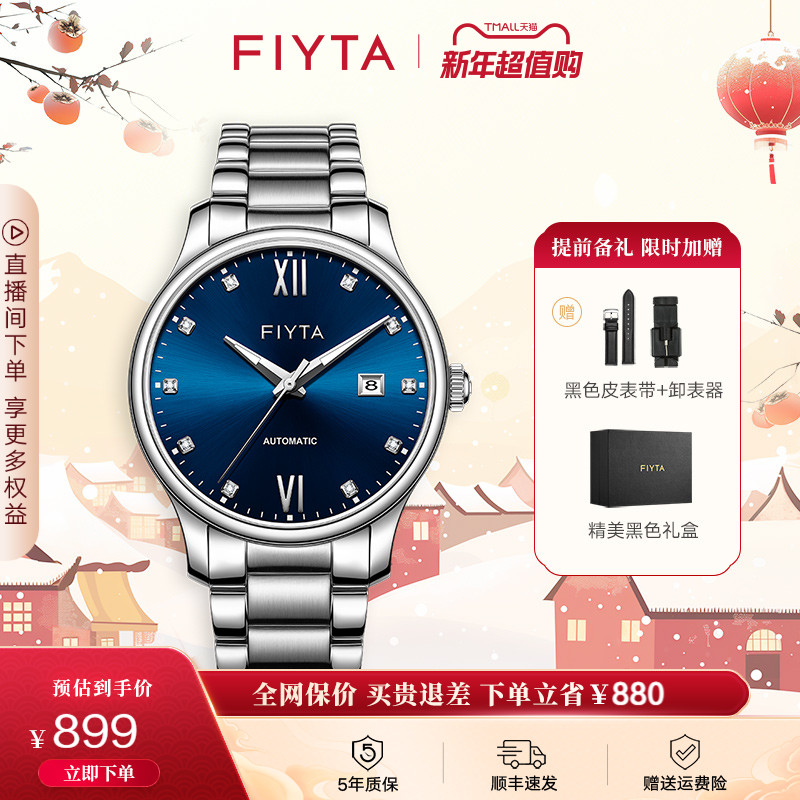 FIYTA
TMALL天猫
新年超值购
直播间下单 享更多权益
XII
FIYTA
8
AUTOMATIC
VI
提前备礼 限时加赠
赠
黑色皮表带+卸表器
FIYTA
精美黑色礼盒
预估到手价
¥ 899
立即下单
全网保价 买贵退差 下单立省¥880
5
5年质保
顺丰速发
赠送运费险